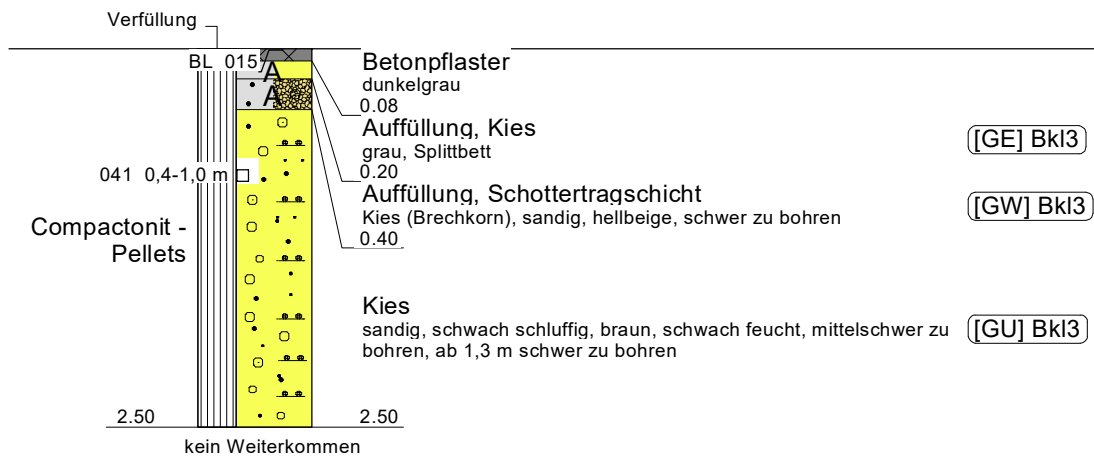 Verfüllung
BL 015
A
A
Betonpflaster
dunkelgrau
0.08
Auffüllung, Kies
grau, Splittbett
0.20
[GE] Bkl3
041 0,4-1,0 m
Auffüllung, Schottertragschicht
Kies (Brechkorn), sandig, hellbeige, schwer zu bohren
0.40
[GW] Bkl3
Compactonit -
Pellets
Kies
sandig, schwach schluffig, braun, schwach feucht, mittelschwer zu
bohren, ab 1,3 m schwer zu bohren
[GU] Bkl3
2.50
2.50
kein Weiterkommen